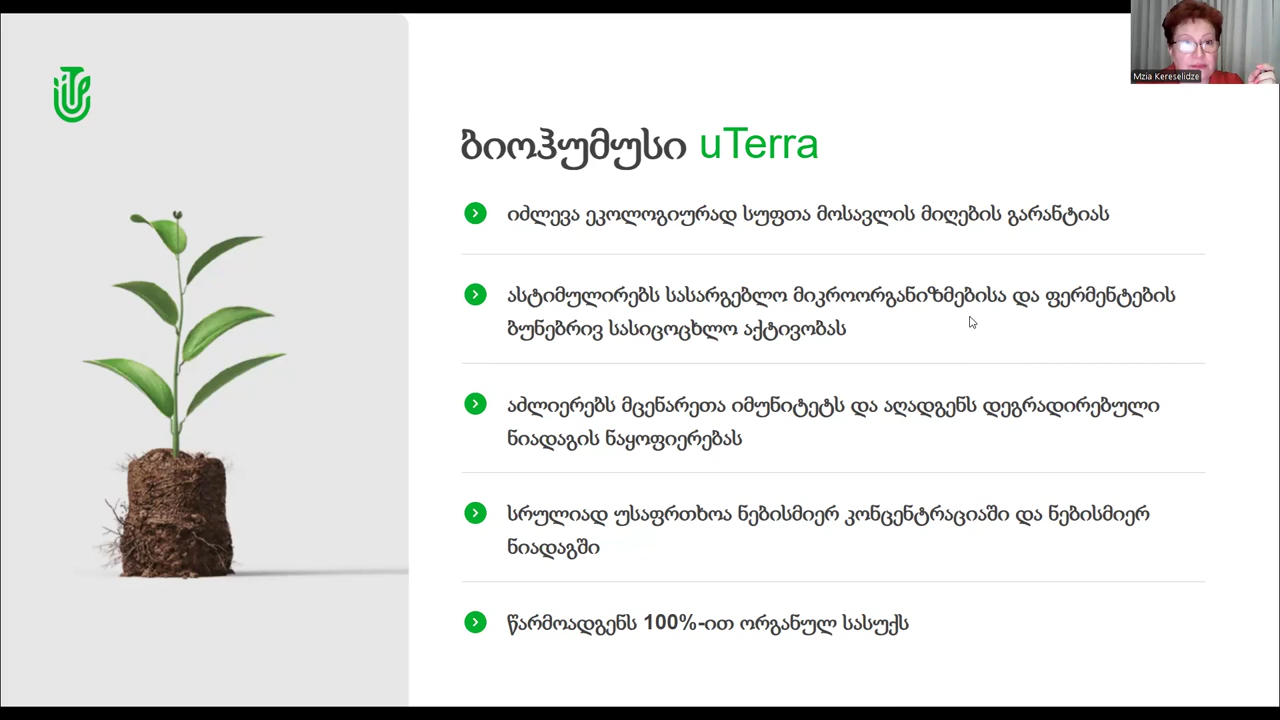 Mzia Kereselidze
ბიოჰუმუსი uTerra
იძლევა ეკოლოგიურად სუფთა მოსავლის მიღების გარანტიას
ასტიმულირებს სასარგებლო მიკროორგანიზმებისა და ფერმენტების
ბუნებრივ სასიცოცხლო აქტივობას
აძლიერებს მცენარეთა იმუნიტეტს და აღადგენს დეგრადირებული
ნიადაგის ნაყოფიერებას
სრულიად უსაფრთხოა ნებისმიერ კონცენტრაციაში და ნებისმიერ
ნიადაგში
წარმოადგენს 100%-ით ორგანულ სასუქს